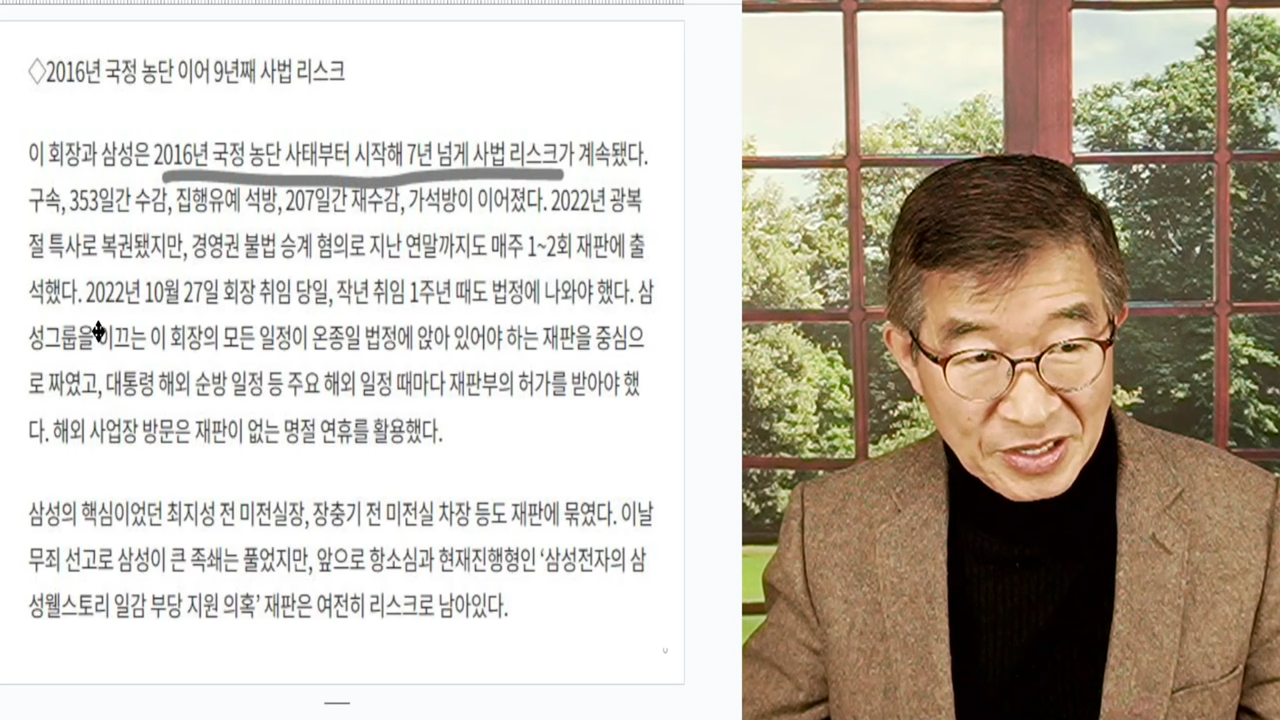 ◇2016년 국정 농단 이어 9년째 사법 리스크
이 회장과 삼성은 2016년 국정 농단 사태부터 시작해 7년 넘게 사법 리스크가 계속됐다.
구속, 353일간 수감, 집행유예 석방, 207일간 재수감, 가석방이 이어졌다. 2022년 광복
절 특사로 복권됐지만, 경영권 불법 승계 혐의로 지난 연말까지도 매주 1~2회 재판에 출
석했다. 2022년 10월 27일 회장 취임 당일, 작년 취임 1주년 때도 법정에 나와야 했다. 삼
성그룹을 이끄는 이 회장의 모든 일정이 온종일 법정에 앉아 있어야 하는 재판을 중심으
로 짜였고, 대통령 해외 순방 일정 등 주요 해외 일정 때마다 재판부의 허가를 받아야 했
다. 해외 사업장 방문은 재판이 없는 명절 연휴를 활용했다.
삼성의 핵심이었던 최지성 전 미전실장, 장충기 전 미전실 차장 등도 재판에 묶였다. 이날
무죄 선고로 삼성이 큰 족쇄는 풀었지만, 앞으로 항소심과 현재진행형인 ‘삼성전자의 삼
성웰스토리 일감 부당 지원 의혹’ 재판은 여전히 리스크로 남아있다.